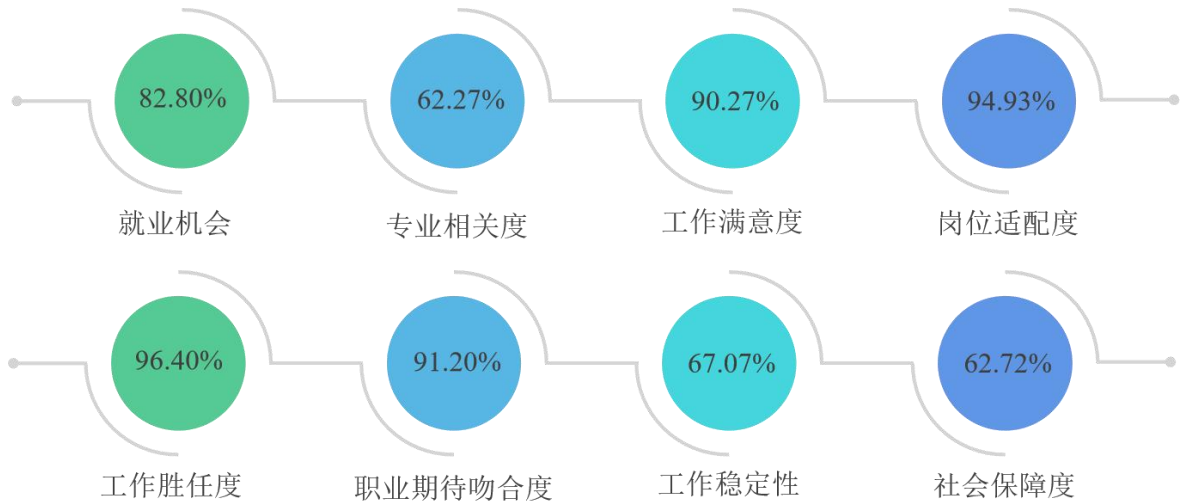 82.80%
62.27%
90.27%
94.93%
就业机会
专业相关度
工作满意度
岗位适配度
96.40%
91.20%
67.07%
62.72%
工作胜任度
职业期待吻合度
工作稳定性
社会保障度